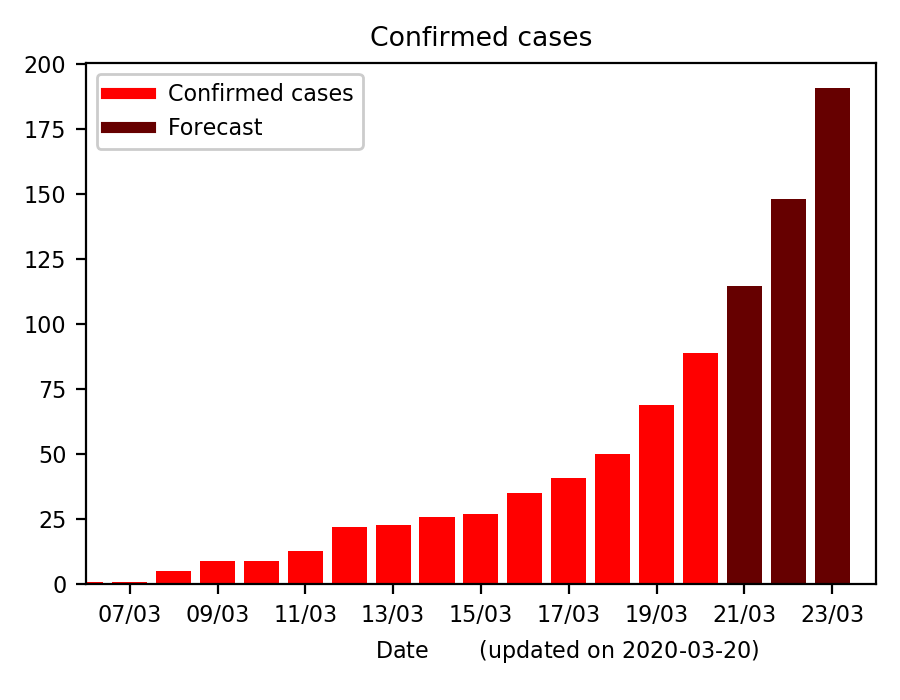 Confirmed cases
200
175
150
125
100
75
50
25
0
Confirmed cases
Forecast
07/03 09/03 11/03 13/03 15/03 17/03 19/03 21/03 23/03
Date (updated on 2020-03-20)